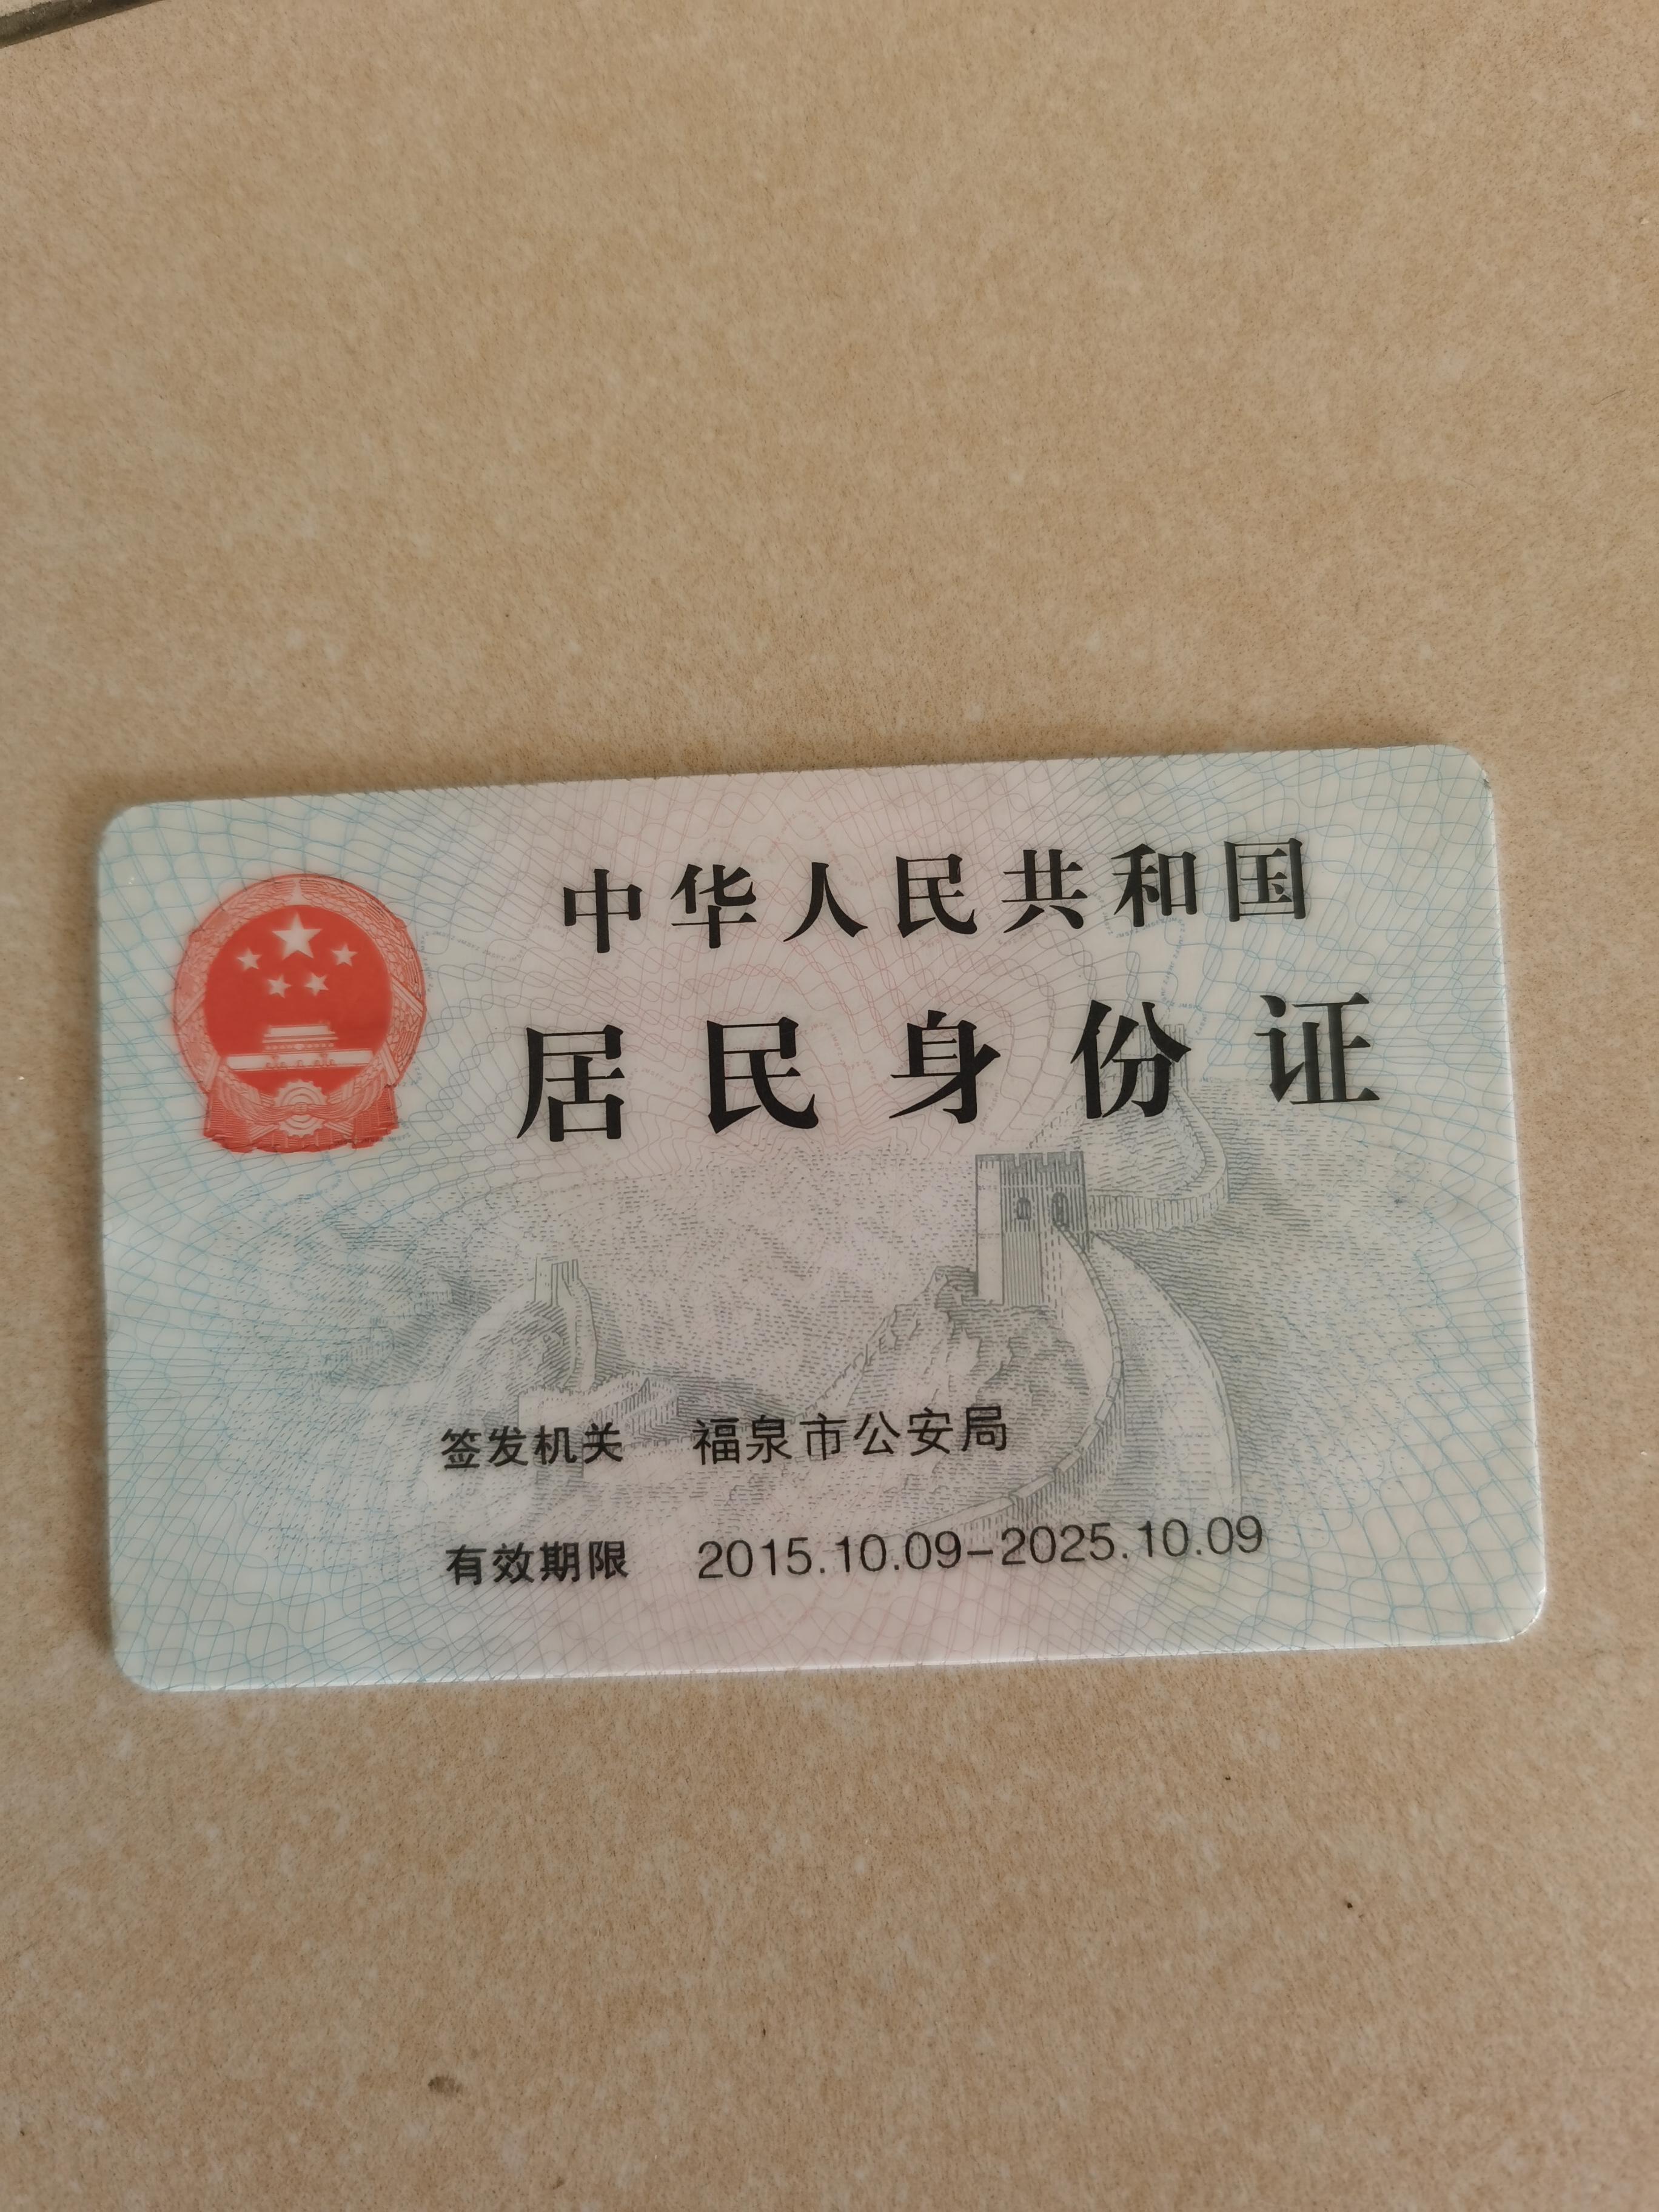 中华人民共和国
居民身份证
签发机关 福泉市公安局
有效期限 2015.10.09-2025.10.09